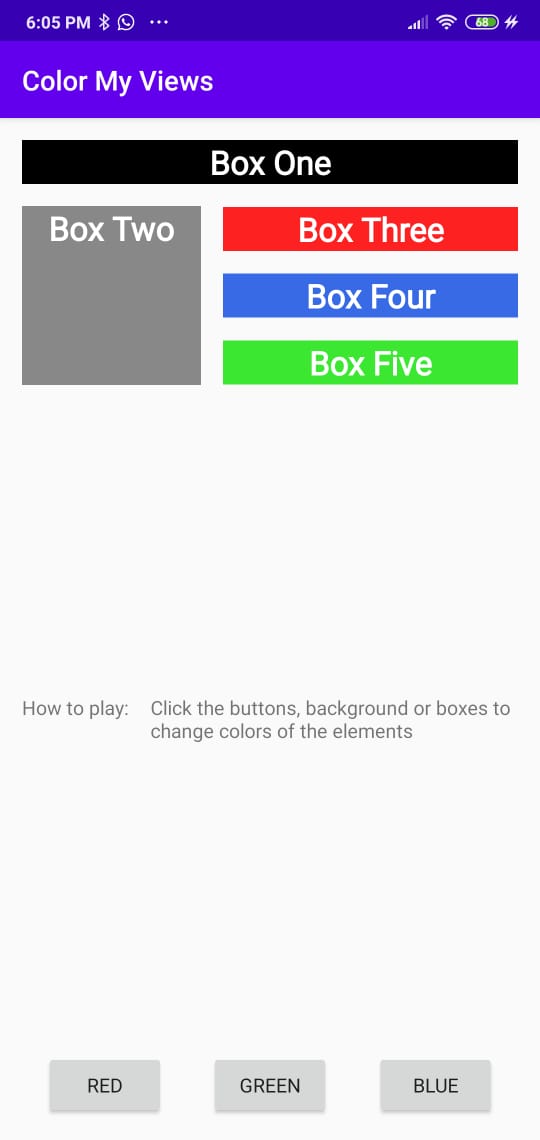 6:05 PM
68
Color My Views
Box One
Box Two
Box Three
Box Four
Box Five
How to play:
Click the buttons, background or boxes to
change colors of the elements
RED
GREEN
BLUE